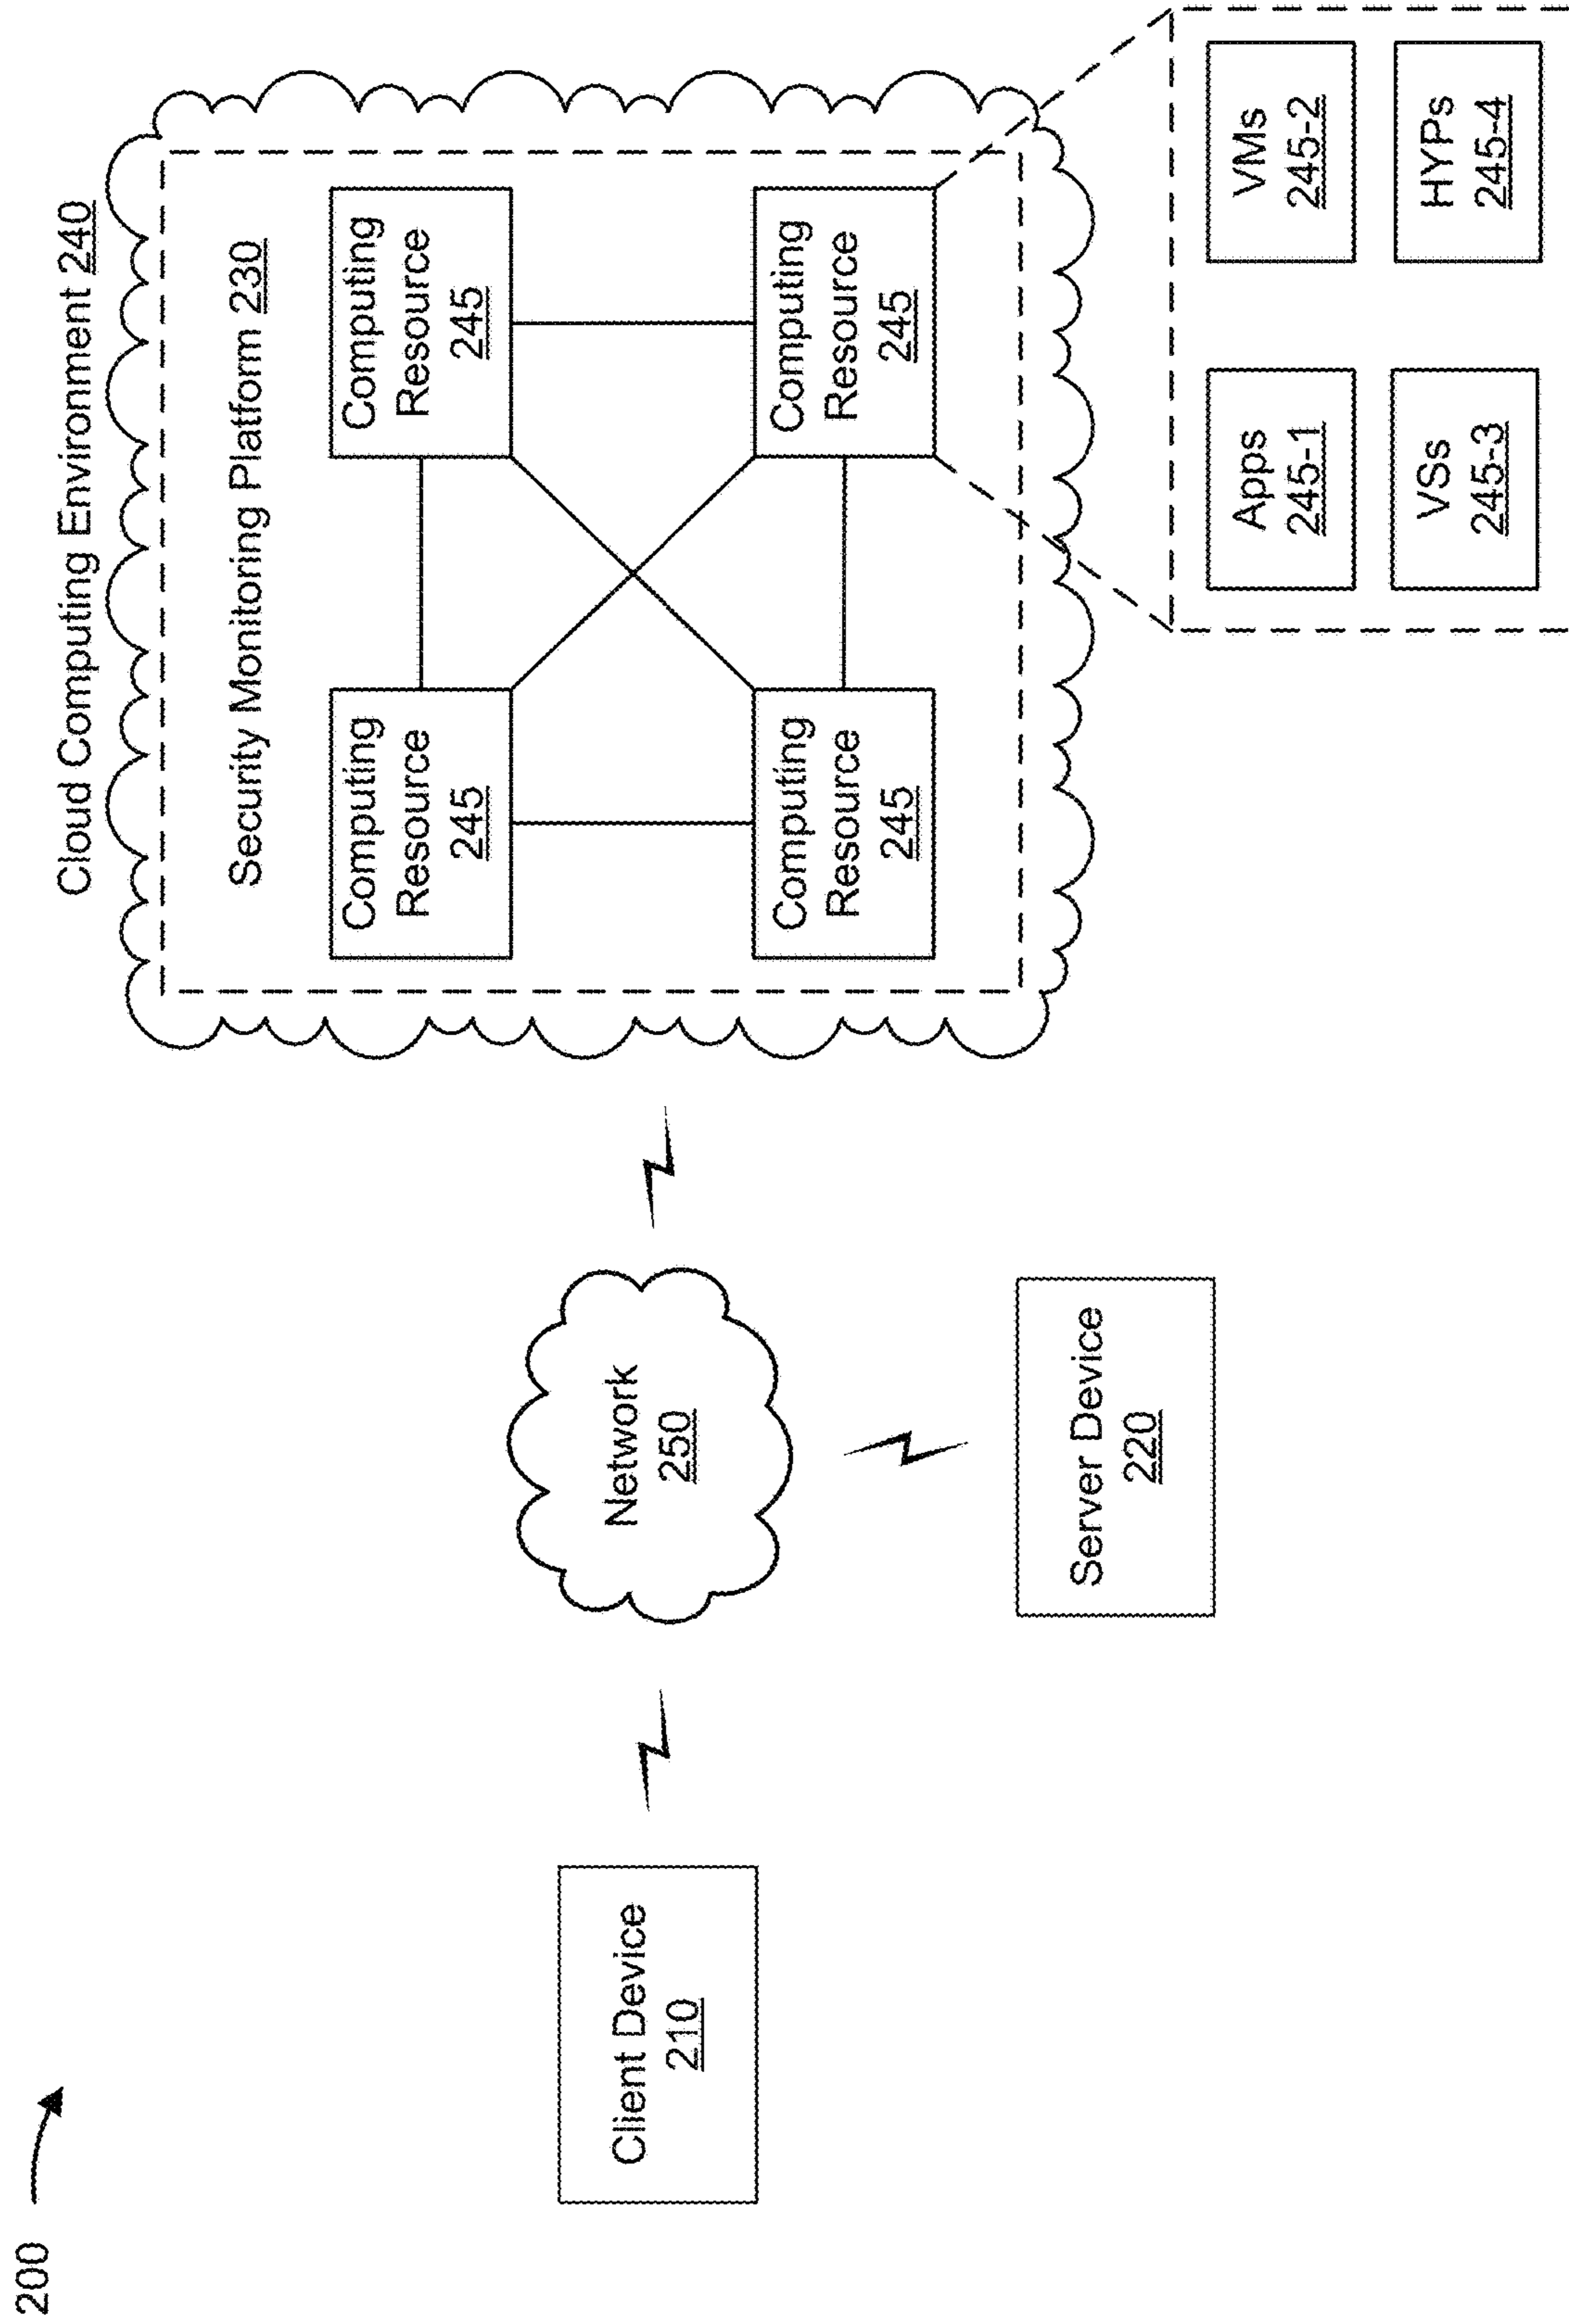 200
Cloud Computing Environment 240
Security Monitoring Platform 230
Computing
Resource
245
Computing
Resource
245
Computing
Resource
245
Computing
Resource
245
Network
250
Client Device
210
Server Device
220
Apps
245-1
VMs
245-2
VSs
245-3
HYPs
245-4